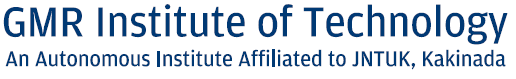 GMR Institute of Technology
An Autonomous Institute Affiliated to JNTUK, Kakinada